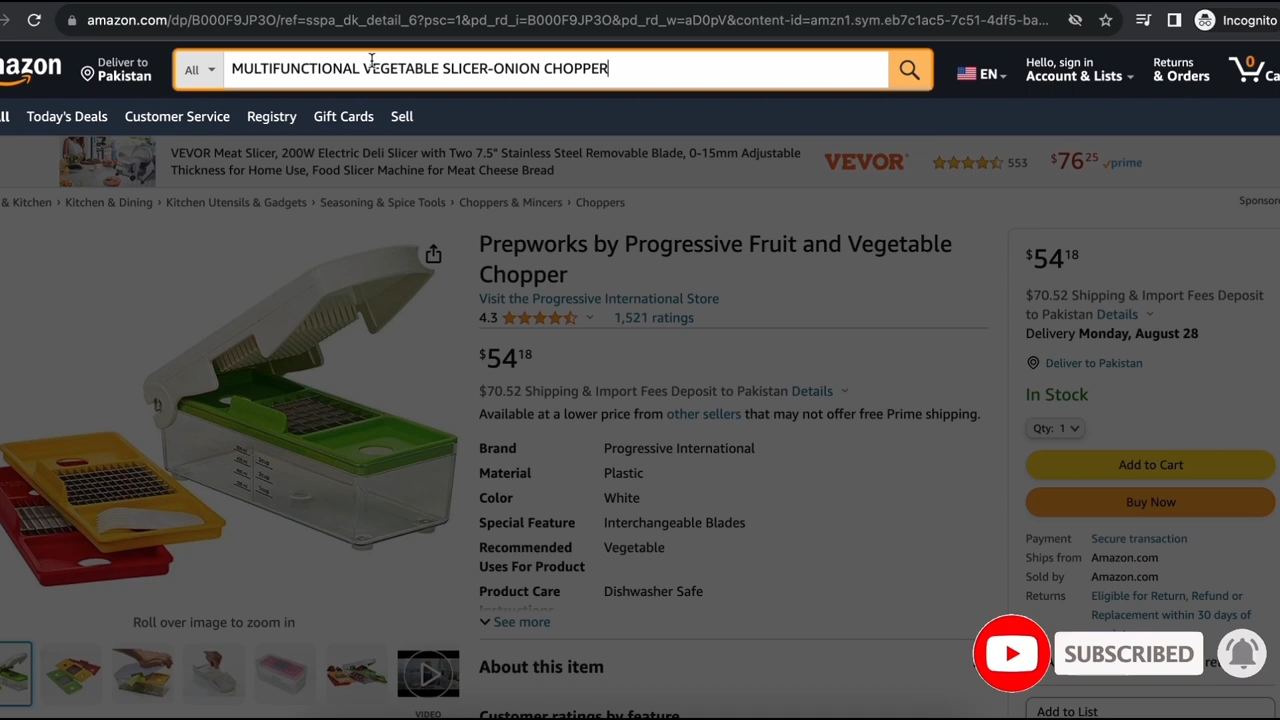 amazon.com/dp/B000F9JP3O/ref=sspa_dk_detail_6?psc=1&pd_rd_i=B000F9JP3O&pd_rd_w=aD0pV&content-id=amzn1.sym.eb7c1ac5-7c51-4df5-ba... Incognito
mazon Deliver to Pakistan All MULTIFUNCTIONAL VEGETABLE SLICER-ONION CHOPPER EN Hello, sign in Account & Lists Returns & Orders 0 Ca
ll Today's Deals Customer Service Registry Gift Cards Sell
VEVOR Meat Slicer, 200W Electric Deli Slicer with Two 7.5" Stainless Steel Removable Blade, 0-15mm Adjustable
Thickness for Home Use, Food Slicer Machine for Meat Cheese Bread
VEVOR 553 $76 25 prime
& Kitchen › Kitchen & Dining › Kitchen Utensils & Gadgets › Seasoning & Spice Tools › Choppers & Mincers › Choppers
Sponsor
Prepworks by Progressive Fruit and Vegetable
Chopper
Visit the Progressive International Store
4.3 1,521 ratings
$54 18
$70.52 Shipping & Import Fees Deposit to Pakistan Details
Available at a lower price from other sellers that may not offer free Prime shipping.
Brand Progressive International
Material Plastic
Color White
Special Feature Interchangeable Blades
Recommended Vegetable
Uses For Product
Product Care Dishwasher Safe
Instructions
See more
About this item
Customer ratings by feature
Roll over image to zoom in
VIDEO
$54 18
$70.52 Shipping & Import Fees Deposit
to Pakistan Details
Delivery Monday, August 28
Deliver to Pakistan
In Stock
Qty: 1
Add to Cart
Buy Now
Payment Secure transaction
Ships from Amazon.com
Sold by Amazon.com
Returns Eligible for Return, Refund or
Replacement within 30 days of
SUBSCRIBED
Add to List